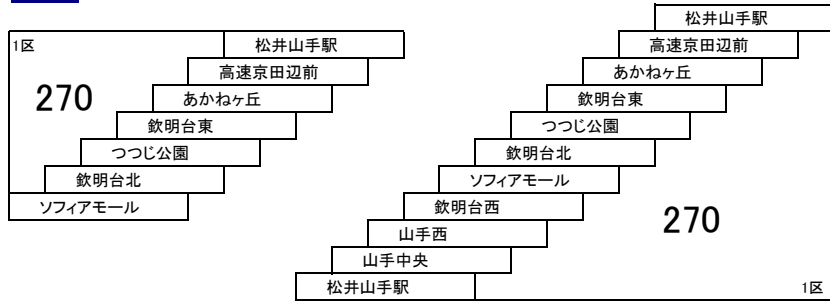 1区
松井山手駅
高速京田辺前
270
あかねヶ丘
欽明台東
つつじ公園
欽明台北
ソフィアモール
松井山手駅
高速京田辺前
あかねヶ丘
欽明台東
つつじ公園
欽明台北
ソフィアモール
欽明台西
270
山手西
山手中央
松井山手駅
1区